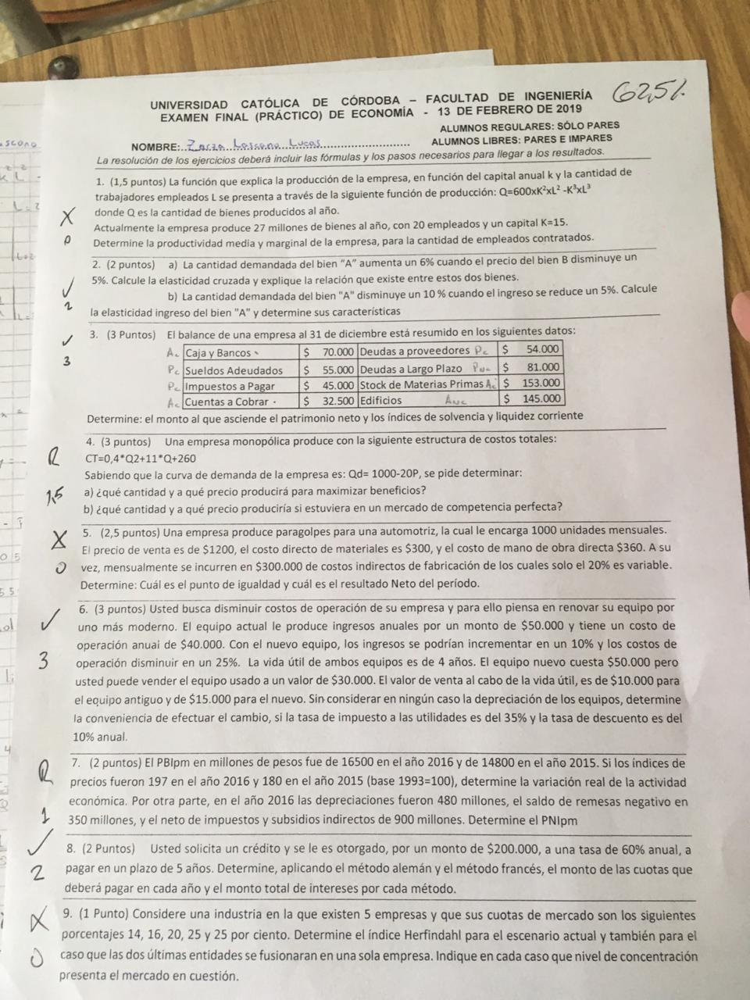 62,5%
UNIVERSIDAD CATÓLICA DE CÓRDOBA – FACULTAD DE INGENIERÍA
EXAMEN FINAL (PRÁCTICO) DE ECONOMÍA - 13 DE FEBRERO DE 2019
ALUMNOS REGULARES: SÓLO PARES
NOMBRE:..Zarza Lascano Lucas............................ ALUMNOS LIBRES: PARES E IMPARES
La resolución de los ejercicios deberá incluir las fórmulas y los pasos necesarios para llegar a los resultados.
1. (1,5 puntos) La función que explica la producción de la empresa, en función del capital anual k y la cantidad de
trabajadores empleados L se presenta a través de la siguiente función de producción: Q=600xK²xL² -K³xL³
X donde Q es la cantidad de bienes producidos al año.
Actualmente la empresa produce 27 millones de bienes al año, con 20 empleados y un capital K=15.
0 Determine la productividad media y marginal de la empresa, para la cantidad de empleados contratados.
2. (2 puntos) a) La cantidad demandada del bien “A” aumenta un 6% cuando el precio del bien B disminuye un
✓ 5%. Calcule la elasticidad cruzada y explique la relación que existe entre estos dos bienes.
2 b) La cantidad demandada del bien "A" disminuye un 10 % cuando el ingreso se reduce un 5%. Calcule
la elasticidad ingreso del bien "A" y determine sus características
✓ 3. (3 Puntos) El balance de una empresa al 31 de diciembre está resumido en los siguientes datos:
3 Ac Caja y Bancos $ 70.000 Deudas a proveedores Pc $ 54.000
Pc Sueldos Adeudados $ 55.000 Deudas a Largo Plazo Pnc $ 81.000
Pc Impuestos a Pagar $ 45.000 Stock de Materias Primas Ac $ 153.000
Ac Cuentas a Cobrar $ 32.500 Edificios Anc $ 145.000
Determine: el monto al que asciende el patrimonio neto y los índices de solvencia y liquidez corriente
4. (3 puntos) Una empresa monopólica produce con la siguiente estructura de costos totales:
R CT=0,4*Q2+11*Q+260
Sabiendo que la curva de demanda de la empresa es: Qd= 1000-20P, se pide determinar:
1,5 a) ¿qué cantidad y a qué precio producirá para maximizar beneficios?
b) ¿qué cantidad y a qué precio produciría si estuviera en un mercado de competencia perfecta?
X 5. (2,5 puntos) Una empresa produce paragolpes para una automotriz, la cual le encarga 1000 unidades mensuales.
El precio de venta es de $1200, el costo directo de materiales es $300, y el costo de mano de obra directa $360. A su
0 vez, mensualmente se incurren en $300.000 de costos indirectos de fabricación de los cuales solo el 20% es variable.
Determine: Cuál es el punto de igualdad y cuál es el resultado Neto del período.
✓ 6. (3 puntos) Usted busca disminuir costos de operación de su empresa y para ello piensa en renovar su equipo por
uno más moderno. El equipo actual le produce ingresos anuales por un monto de $50.000 y tiene un costo de
3 operación anual de $40.000. Con el nuevo equipo, los ingresos se podrían incrementar en un 10% y los costos de
operación disminuir en un 25%. La vida útil de ambos equipos es de 4 años. El equipo nuevo cuesta $50.000 pero
usted puede vender el equipo usado a un valor de $30.000. El valor de venta al cabo de la vida útil, es de $10.000 para
el equipo antiguo y de $15.000 para el nuevo. Sin considerar en ningún caso la depreciación de los equipos, determine
la conveniencia de efectuar el cambio, si la tasa de impuesto a las utilidades es del 35% y la tasa de descuento es del
10% anual.
R 7. (2 puntos) El PBIpm en millones de pesos fue de 16500 en el año 2016 y de 14800 en el año 2015. Si los índices de
precios fueron 197 en el año 2016 y 180 en el año 2015 (base 1993=100), determine la variación real de la actividad
económica. Por otra parte, en el año 2016 las depreciaciones fueron 480 millones, el saldo de remesas negativo en
1 350 millones, y el neto de impuestos y subsidios indirectos de 900 millones. Determine el PNIpm
✓ 8. (2 Puntos) Usted solicita un crédito y se le es otorgado, por un monto de $200.000, a una tasa de 60% anual, a
2 pagar en un plazo de 5 años. Determine, aplicando el método alemán y el método francés, el monto de las cuotas que
deberá pagar en cada año y el monto total de intereses por cada método.
X 9. (1 Punto) Considere una industria en la que existen 5 empresas y que sus cuotas de mercado son los siguientes
porcentajes 14, 16, 20, 25 y 25 por ciento. Determine el índice Herfindahl para el escenario actual y también para el
0 caso que las dos últimas entidades se fusionaran en una sola empresa. Indique en cada caso que nivel de concentración
presenta el mercado en cuestión.